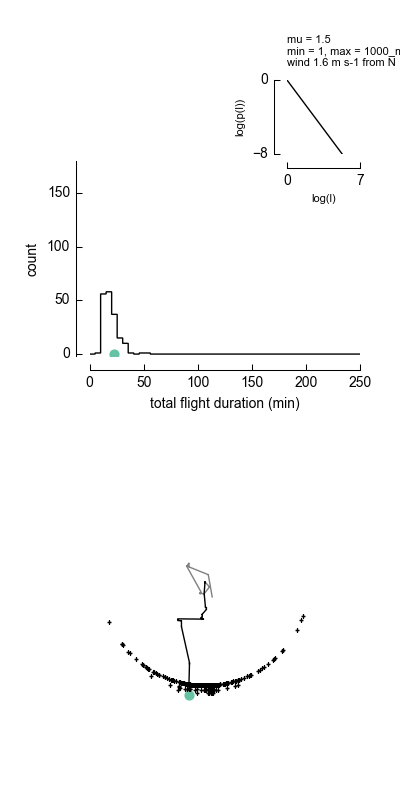 mu = 1.5
min = 1, max = 1000_m
wind 1.6 m s-1 from N
0
log(p(l))
−8
0 7
log(l)
150
100
count
50
0
0 50 100 150 200 250
total flight duration (min)